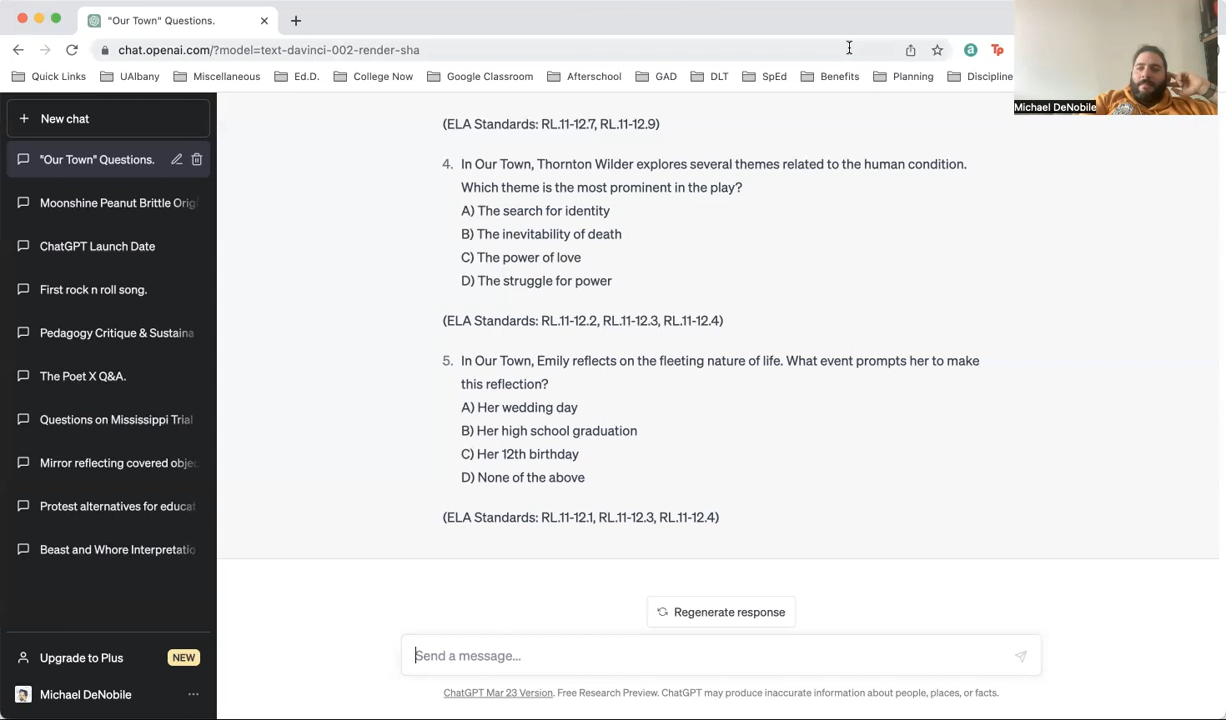 "Our Town" Questions.
chat.openai.com/?model=text-davinci-002-render-sha
Quick Links
UAlbany
Miscellaneous
Ed.D.
College Now
Google Classroom
Afterschool
GAD
DLT
SpEd
Benefits
Planning
Discipline
Michael DeNobile
New chat
"Our Town" Questions.
Moonshine Peanut Brittle Orig
ChatGPT Launch Date
First rock n roll song.
Pedagogy Critique & Sustaina
The Poet X Q&A.
Questions on Mississippi Trial
Mirror reflecting covered objec
Protest alternatives for educat
Beast and Whore Interpretatio
Upgrade to Plus NEW
Michael DeNobile
(ELA Standards: RL.11-12.7, RL.11-12.9)
4. In Our Town, Thornton Wilder explores several themes related to the human condition.
Which theme is the most prominent in the play?
A) The search for identity
B) The inevitability of death
C) The power of love
D) The struggle for power
(ELA Standards: RL.11-12.2, RL.11-12.3, RL.11-12.4)
5. In Our Town, Emily reflects on the fleeting nature of life. What event prompts her to make
this reflection?
A) Her wedding day
B) Her high school graduation
C) Her 12th birthday
D) None of the above
(ELA Standards: RL.11-12.1, RL.11-12.3, RL.11-12.4)
Regenerate response
Send a message...
ChatGPT Mar 23 Version. Free Research Preview. ChatGPT may produce inaccurate information about people, places, or facts.